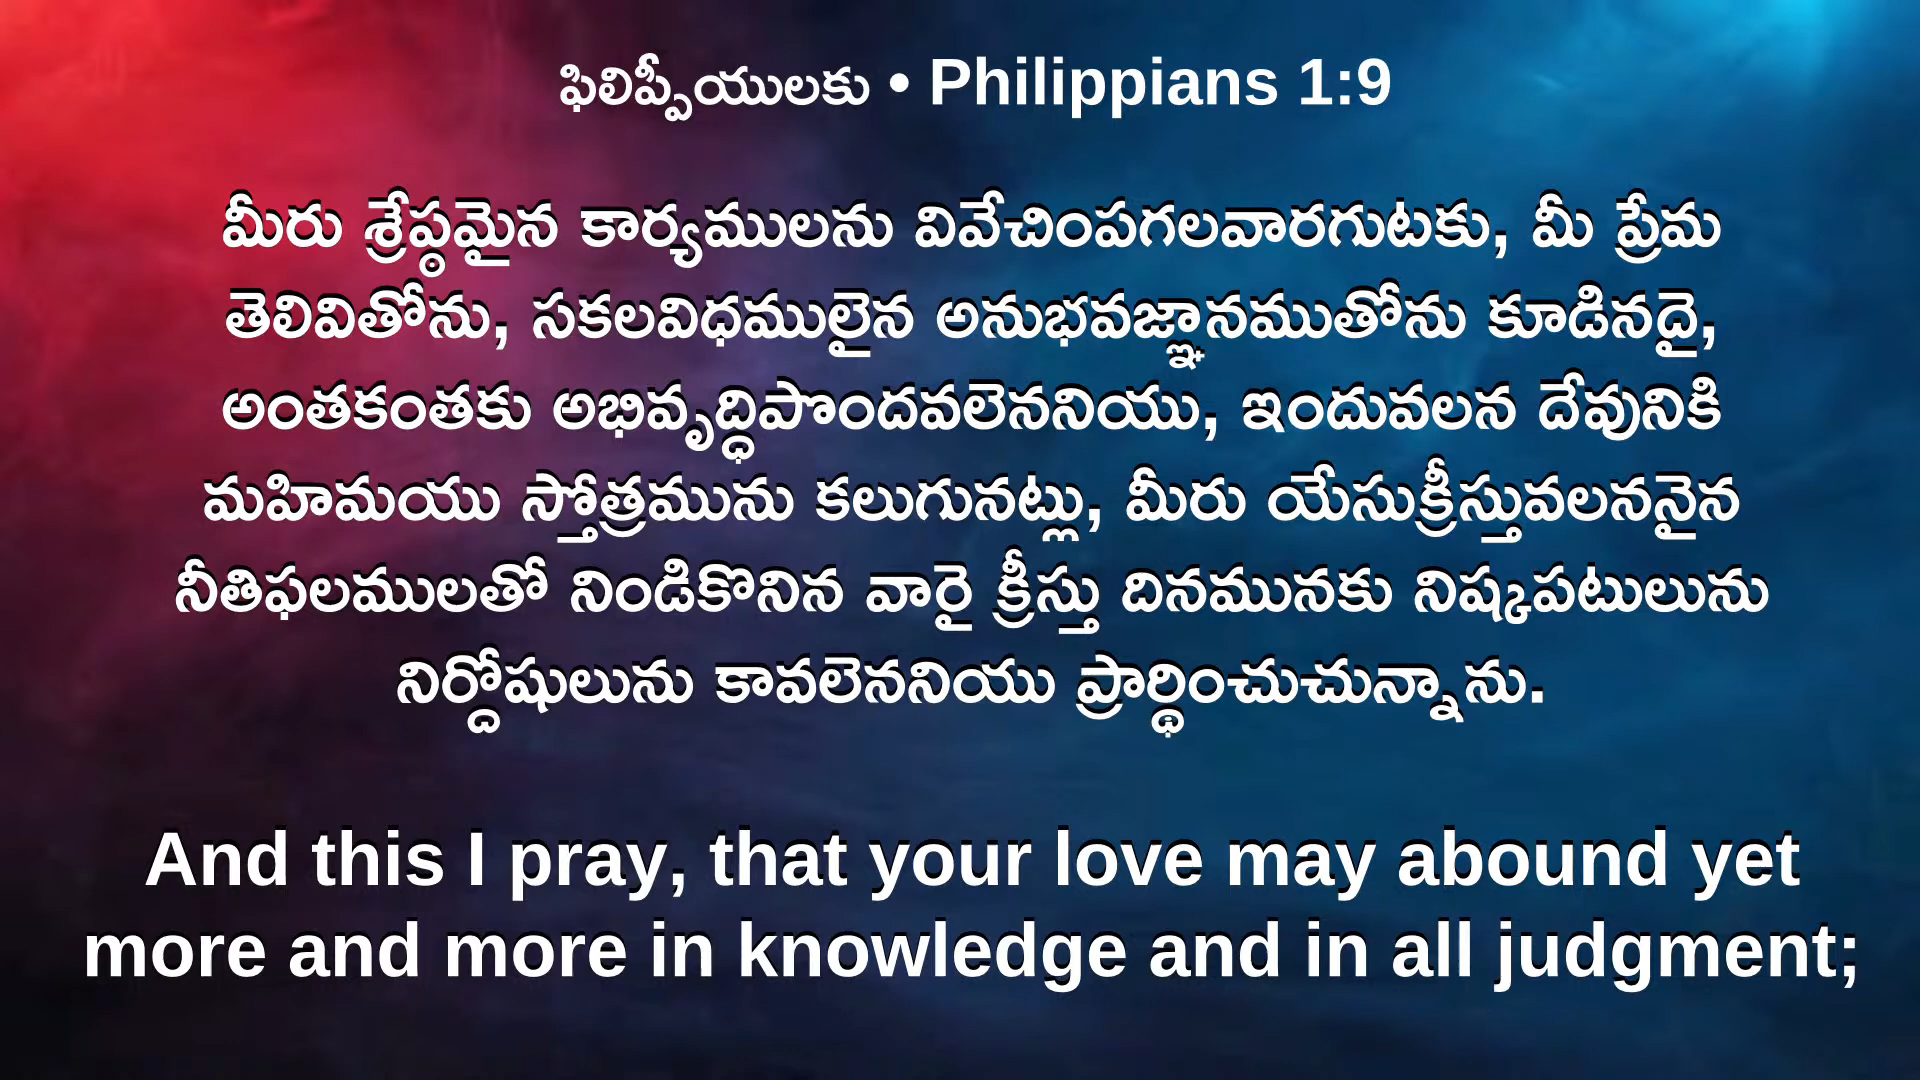 ఫిలిప్పీయులకు • Philippians 1:9
మీరు శ్రేష్ఠమైన కార్యములను వివేచింపగలవారగుటకు, మీ ప్రేమ
తెలివితోను, సకలవిధములైన అనుభవజ్ఞానముతోను కూడినదై,
అంతకంతకు అభివృద్ధిపొందవలెననియు, ఇందువలన దేవునికి
మహిమయు స్తోత్రమును కలుగునట్లు, మీరు యేసుక్రీస్తువలననైన
నీతిఫలములతో నిండికొనిన వారై క్రీస్తు దినమునకు నిష్కపటులును
నిర్దోషులును కావలెననియు ప్రార్థించుచున్నాను.
And this I pray, that your love may abound yet
more and more in knowledge and in all judgment;